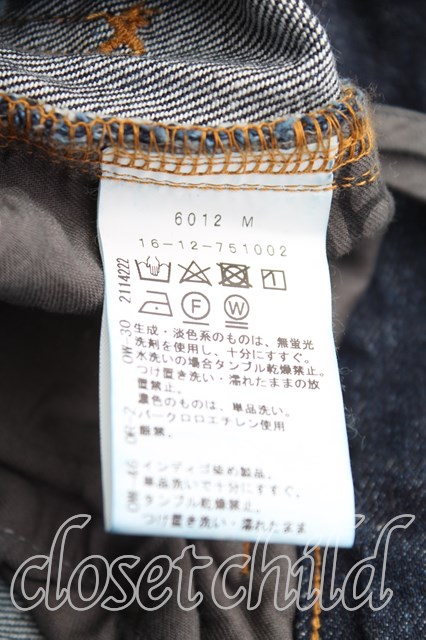 6012 M
16-12-751002
F W
生成・淡色系のものは、無蛍光
洗剤を使用し、十分にすすぐ。
水洗いの場合タンブル乾燥禁止。
つけ置き洗い・濡れたままの放
置禁止。
濃色のものは、単品洗い。
パークロロエチレン使用
厳禁。
インディゴ染め製品。
単品洗いで十分にすすぐ。
タンブル乾燥禁止。
つけ置き洗い・濡れたまま
2114222
OW-30
closetchild